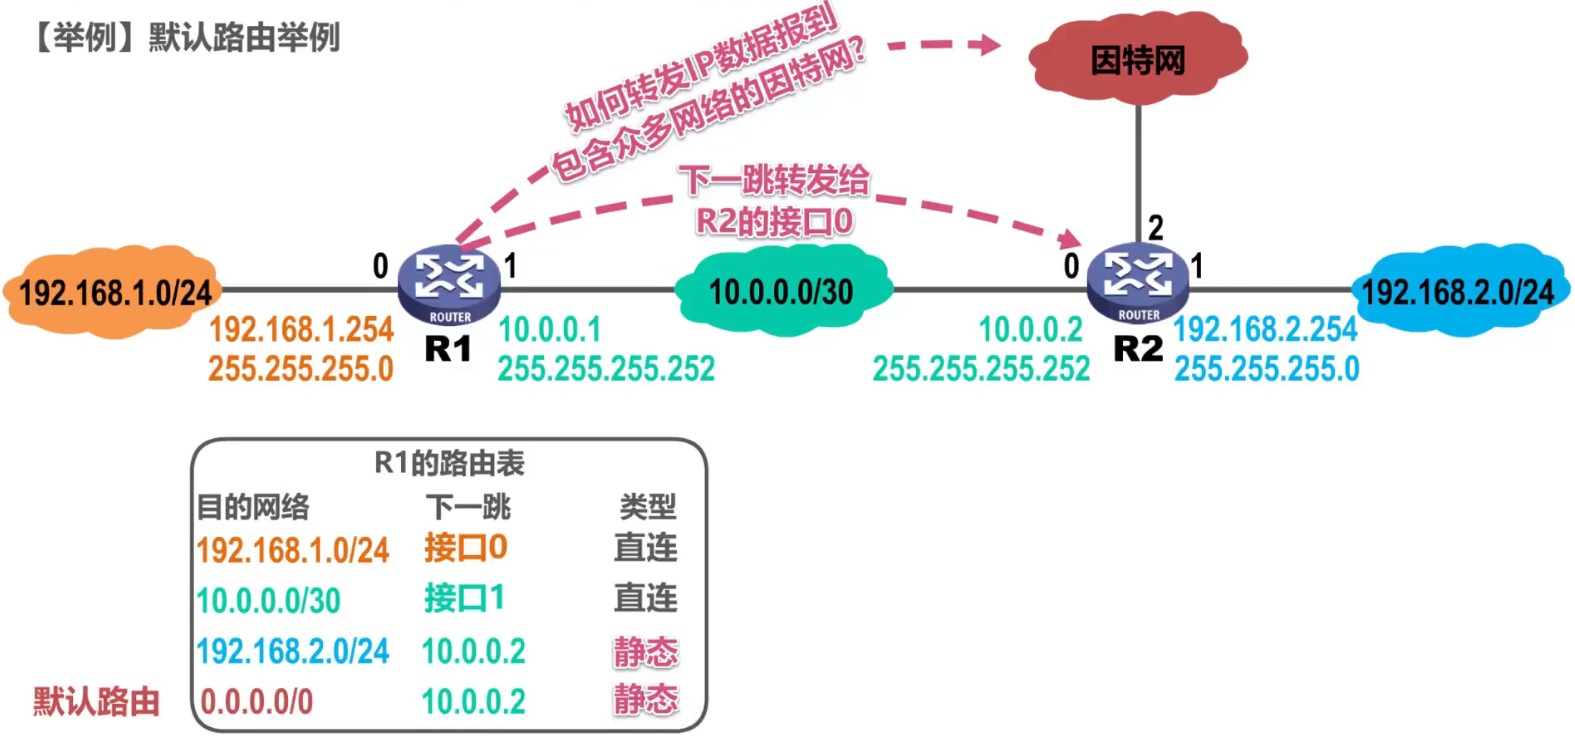 【举例】默认路由举例
如何转发IP数据报到
包含众多网络的因特网?
因特网
下一跳转发给
R2的接口0
2
0
1
0
1
192.168.1.0/24
10.0.0.0/30
192.168.2.0/24
ROUTER
ROUTER
R1
R2
192.168.1.254
255.255.255.0
10.0.0.1
255.255.255.252
10.0.0.2
255.255.255.252
192.168.2.254
255.255.255.0
R1的路由表
目的网络 下一跳 类型
192.168.1.0/24 接口0 直连
10.0.0.0/30 接口1 直连
192.168.2.0/24 10.0.0.2 静态
默认路由 0.0.0.0/0 10.0.0.2 静态